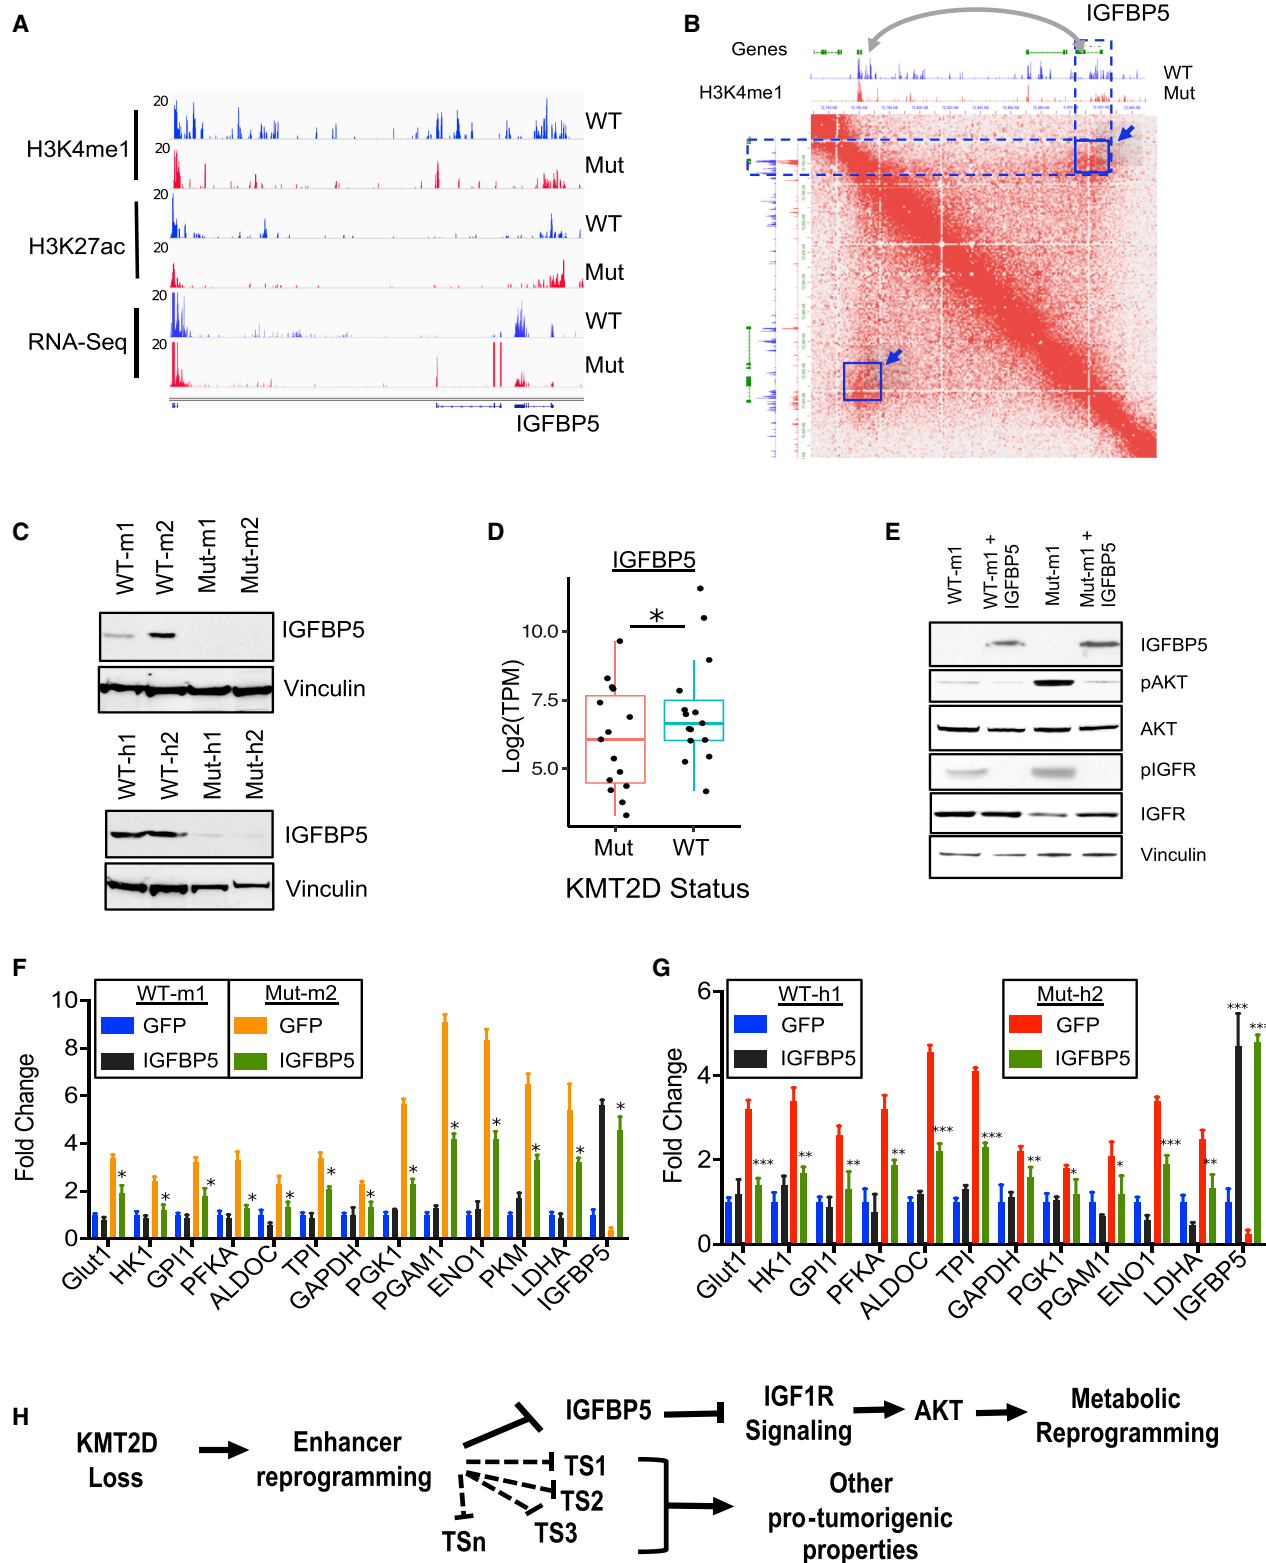 A
H3K4me1
20
WT
20
Mut
H3K27ac
20
WT
20
Mut
RNA-Seq
20
WT
20
Mut
IGFBP5
B
IGFBP5
Genes
H3K4me1
WT
Mut
C
WT-m1
WT-m2
Mut-m1
Mut-m2
IGFBP5
Vinculin
WT-h1
WT-h2
Mut-h1
Mut-h2
IGFBP5
Vinculin
D
IGFBP5
*
Log2(TPM)
10.0
7.5
5.0
Mut
WT
KMT2D Status
E
WT-m1
WT-m1 +
IGFBP5
Mut-m1
Mut-m1 +
IGFBP5
IGFBP5
pAKT
AKT
pIGFR
IGFR
Vinculin
F
WT-m1
GFP
IGFBP5
Mut-m2
GFP
IGFBP5
Fold Change
10
8
6
4
2
0
* * * * * * * * * * * * *
Glut1
HK1
GPI1
PFKA
ALDOC
TPI
GAPDH
PGK1
PGAM1
ENO1
PKM
LDHA
IGFBP5
G
WT-h1
GFP
IGFBP5
Mut-h2
GFP
IGFBP5
Fold Change
6
4
2
0
*** ** ** ** *** *** ** * * *** ** *** ***
Glut1
HK1
GPI1
PFKA
ALDOC
TPI
GAPDH
PGK1
PGAM1
ENO1
LDHA
IGFBP5
H
KMT2D
Loss
Enhancer
reprogramming
IGFBP5
IGF1R
Signaling
AKT
Metabolic
Reprogramming
TS1
TS2
TS3
TSn
Other
pro-tumorigenic
properties